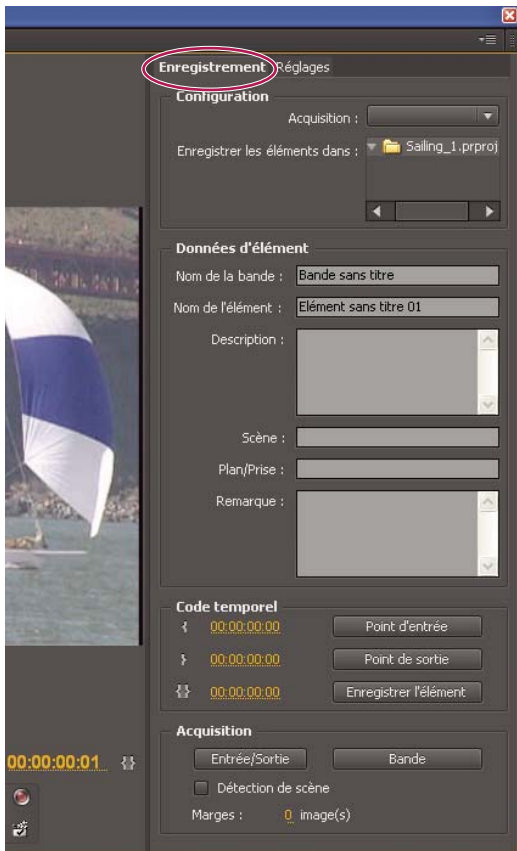 Enregistrement Réglages
Configuration
Acquisition :
Enregistrer les éléments dans : Sailing_1.prproj
Données d'élément
Nom de la bande : Bande sans titre
Nom de l'élément : Elément sans titre 01
Description :
Scène :
Plan/Prise :
Remarque :
Code temporel
{ 00:00:00:00 Point d'entrée
} 00:00:00:00 Point de sortie
{} 00:00:00:00 Enregistrer l'élément
Acquisition
00:00:00:01 {} Entrée/Sortie Bande
Détection de scène
Marges : 0 image(s)